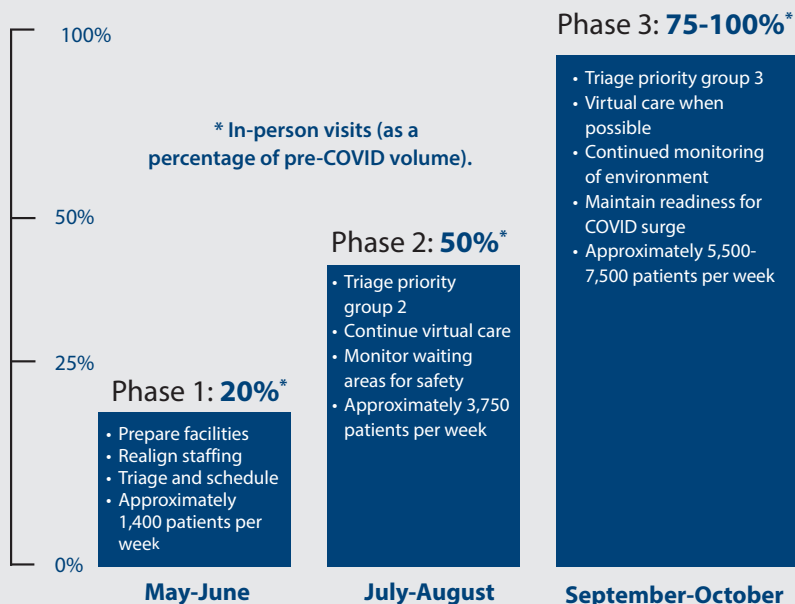 100%
50%
25%
0%
* In-person visits (as a
percentage of pre-COVID volume).
Phase 1: 20%*
• Prepare facilities
• Realign staffing
• Triage and schedule
• Approximately
1,400 patients per
week
May-June
Phase 2: 50%*
• Triage priority
group 2
• Continue virtual care
• Monitor waiting
areas for safety
• Approximately 3,750
patients per week
July-August
Phase 3: 75-100%*
• Triage priority group 3
• Virtual care when
possible
• Continued monitoring
of environment
• Maintain readiness for
COVID surge
• Approximately 5,500-
7,500 patients per week
September-October